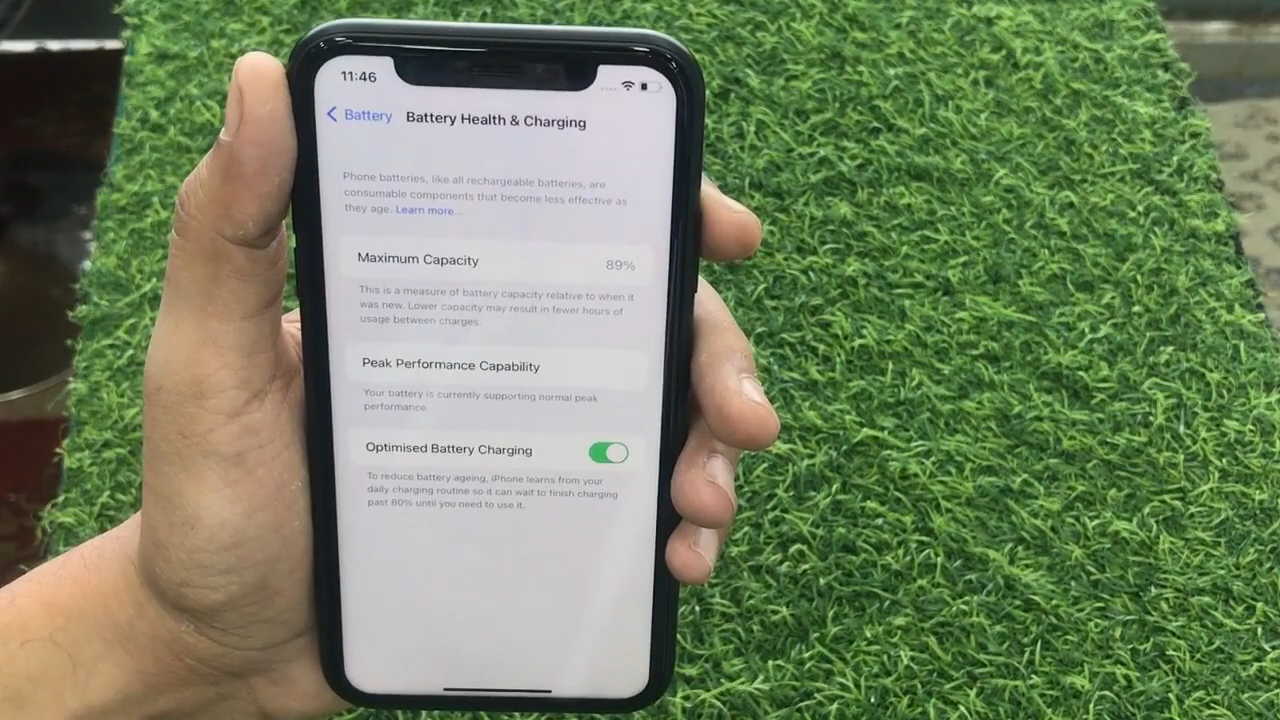 11:46
Battery
Battery Health & Charging
Phone batteries, like all rechargeable batteries, are
consumable components that become less effective as
they age. Learn more...
Maximum Capacity 89%
This is a measure of battery capacity relative to when it
was new. Lower capacity may result in fewer hours of
usage between charges.
Peak Performance Capability
Your battery is currently supporting normal peak
performance.
Optimised Battery Charging
To reduce battery ageing, iPhone learns from your
daily charging routine so it can wait to finish charging
past 80% until you need to use it.